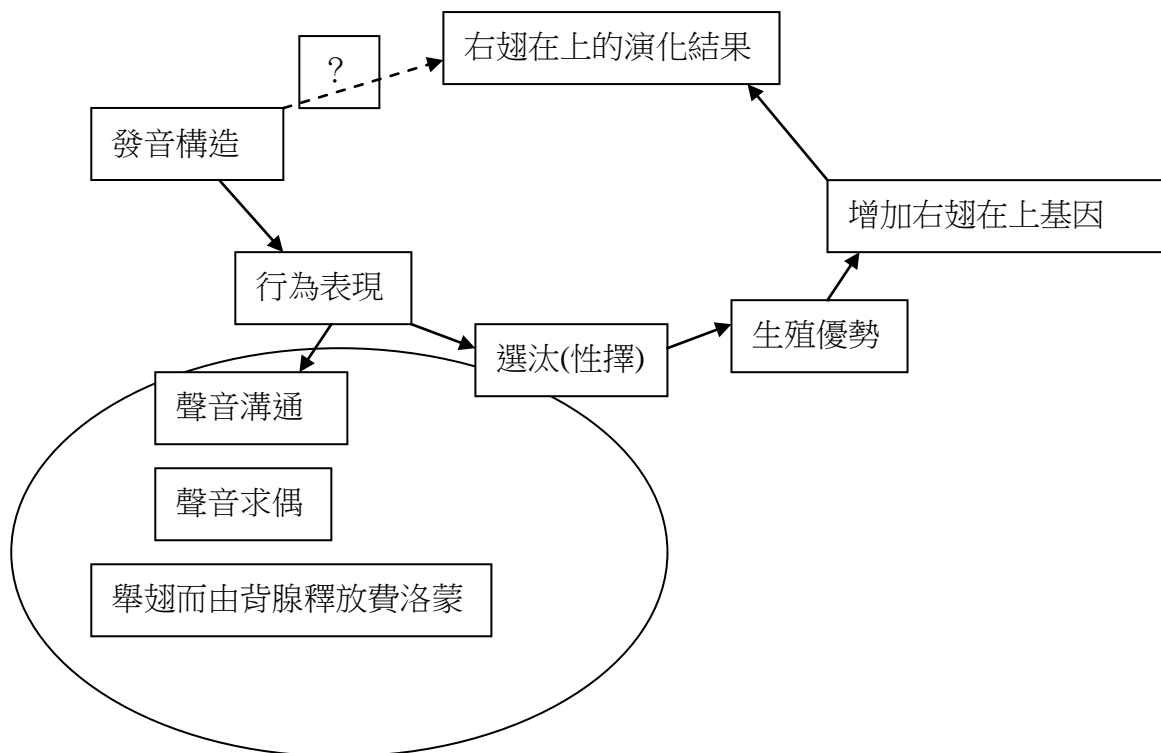 右翅在上的演化結果
？
發音構造
增加右翅在上基因
行為表現
生殖優勢
選汰(性擇)
聲音溝通
聲音求偶
舉翅而由背腺釋放費洛蒙